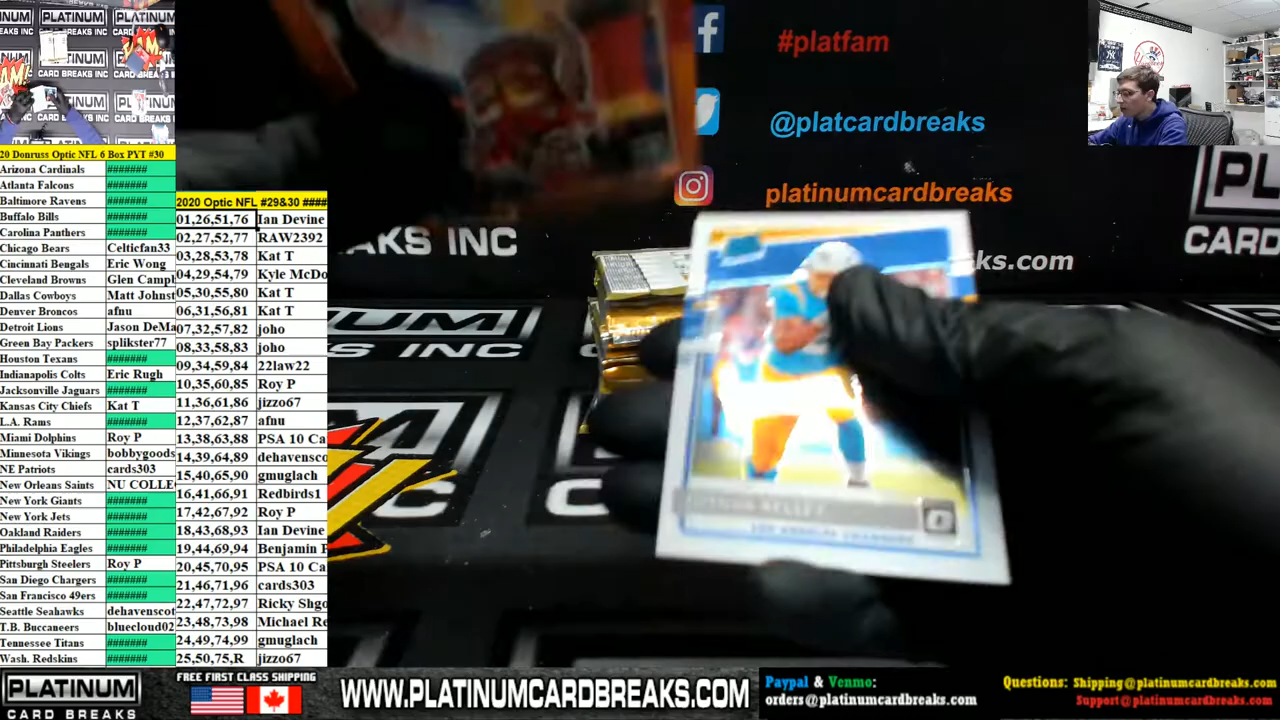 PLATINUM
CARD BREAKS INC
#platfam
@platcardbreaks
platinumcardbreaks
ks.com
20 Donruss Optic NFL 6 Box PYT #30
Arizona Cardinals #######
Atlanta Falcons #######
Baltimore Ravens #######
Buffalo Bills #######
Carolina Panthers #######
Chicago Bears Celticfan33
Cincinnati Bengals Eric Wong
Cleveland Browns Glen Campb
Dallas Cowboys Matt Johnst
Denver Broncos afnu
Detroit Lions Jason DeMa
Green Bay Packers splikster77
Houston Texans #######
Indianapolis Colts Eric Rugh
Jacksonville Jaguars #######
Kansas City Chiefs Kat T
L.A. Rams #######
Miami Dolphins Roy P
Minnesota Vikings bobbygoods
NE Patriots cards303
New Orleans Saints NU COLLE
New York Giants #######
New York Jets #######
Oakland Raiders #######
Philadelphia Eagles #######
Pittsburgh Steelers Roy P
San Diego Chargers #######
San Francisco 49ers #######
Seattle Seahawks dehavenscot
T.B. Buccaneers bluecloud02
Tennessee Titans #######
Wash. Redskins #######
2020 Optic NFL #29&30 ####
01,26,51,76 Ian Devine
02,27,52,77 RAW2392
03,28,53,78 Kat T
04,29,54,79 Kyle McDo
05,30,55,80 Kat T
06,31,56,81 Kat T
07,32,57,82 joho
08,33,58,83 joho
09,34,59,84 22law22
10,35,60,85 Roy P
11,36,61,86 jizzo67
12,37,62,87 afnu
13,38,63,88 PSA 10 Ca
14,39,64,89 dehavensc
15,40,65,90 gmuglach
16,41,66,91 Redbirds1
17,42,67,92 Roy P
18,43,68,93 Ian Devine
19,44,69,94 Benjamin F
20,45,70,95 PSA 10 Ca
21,46,71,96 cards303
22,47,72,97 Ricky Shgo
23,48,73,98 Michael Re
24,49,74,99 gmuglach
25,50,75,R jizzo67
AKS INC
PL
CARD
UM
KS INC
PLATINUM
CARD BREAKS
FREE FIRST CLASS SHIPPING
WWW.PLATINUMCARDBREAKS.COM
Paypal & Venmo:
orders@platinumcardbreaks.com
Questions: Shipping@platinumcardbreaks.com
Support@platinumcardbreaks.com